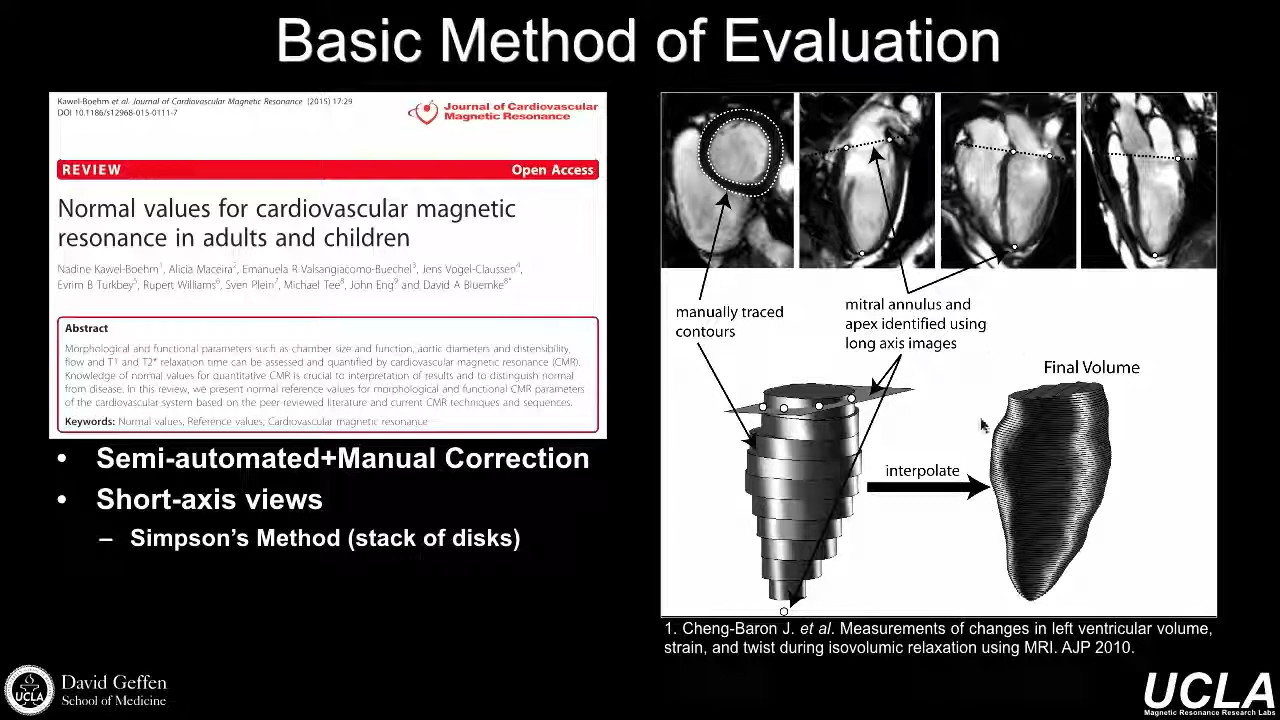 Basic Method of Evaluation
Kawel-Boehm et al. Journal of Cardiovascular Magnetic Resonance (2015) 17:29
DOI 10.1186/s12968-015-0111-7
Journal of Cardiovascular
Magnetic Resonance
REVIEW
Open Access
Normal values for cardiovascular magnetic
resonance in adults and children
Nadine Kawel-Boehm1, Alicia Maceira2, Emanuela R Valsangiacomo-Buechel3, Jens Vogel-Claussen4,
Evrim B Turkbey5, Rupert Williams6, Sven Plein7, Michael Tee8, John Eng9 and David A Bluemke8*
Abstract
Morphological and functional parameters such as chamber size and function, aortic diameters and distensibility,
flow and T1 and T2* relaxation time can be assessed and quantified by cardiovascular magnetic resonance (CMR).
Knowledge of normal values for quantitative CMR is crucial to interpretation of results and to distinguish normal
from disease. In this review, we present normal reference values for morphological and functional CMR parameters
of the cardiovascular system based on the peer-reviewed literature and current CMR techniques and sequences.
Keywords: Normal values, Reference values, Cardiovascular magnetic resonance
• Semi-automated+Manual Correction
• Short-axis views
– Simpson's Method (stack of disks)
manually traced
contours
mitral annulus and
apex identified using
long axis images
Final Volume
interpolate
1. Cheng-Baron J. et al. Measurements of changes in left ventricular volume,
strain, and twist during isovolumic relaxation using MRI. AJP 2010.
UCLA
David Geffen
School of Medicine
UCLA
Magnetic Resonance Research Labs